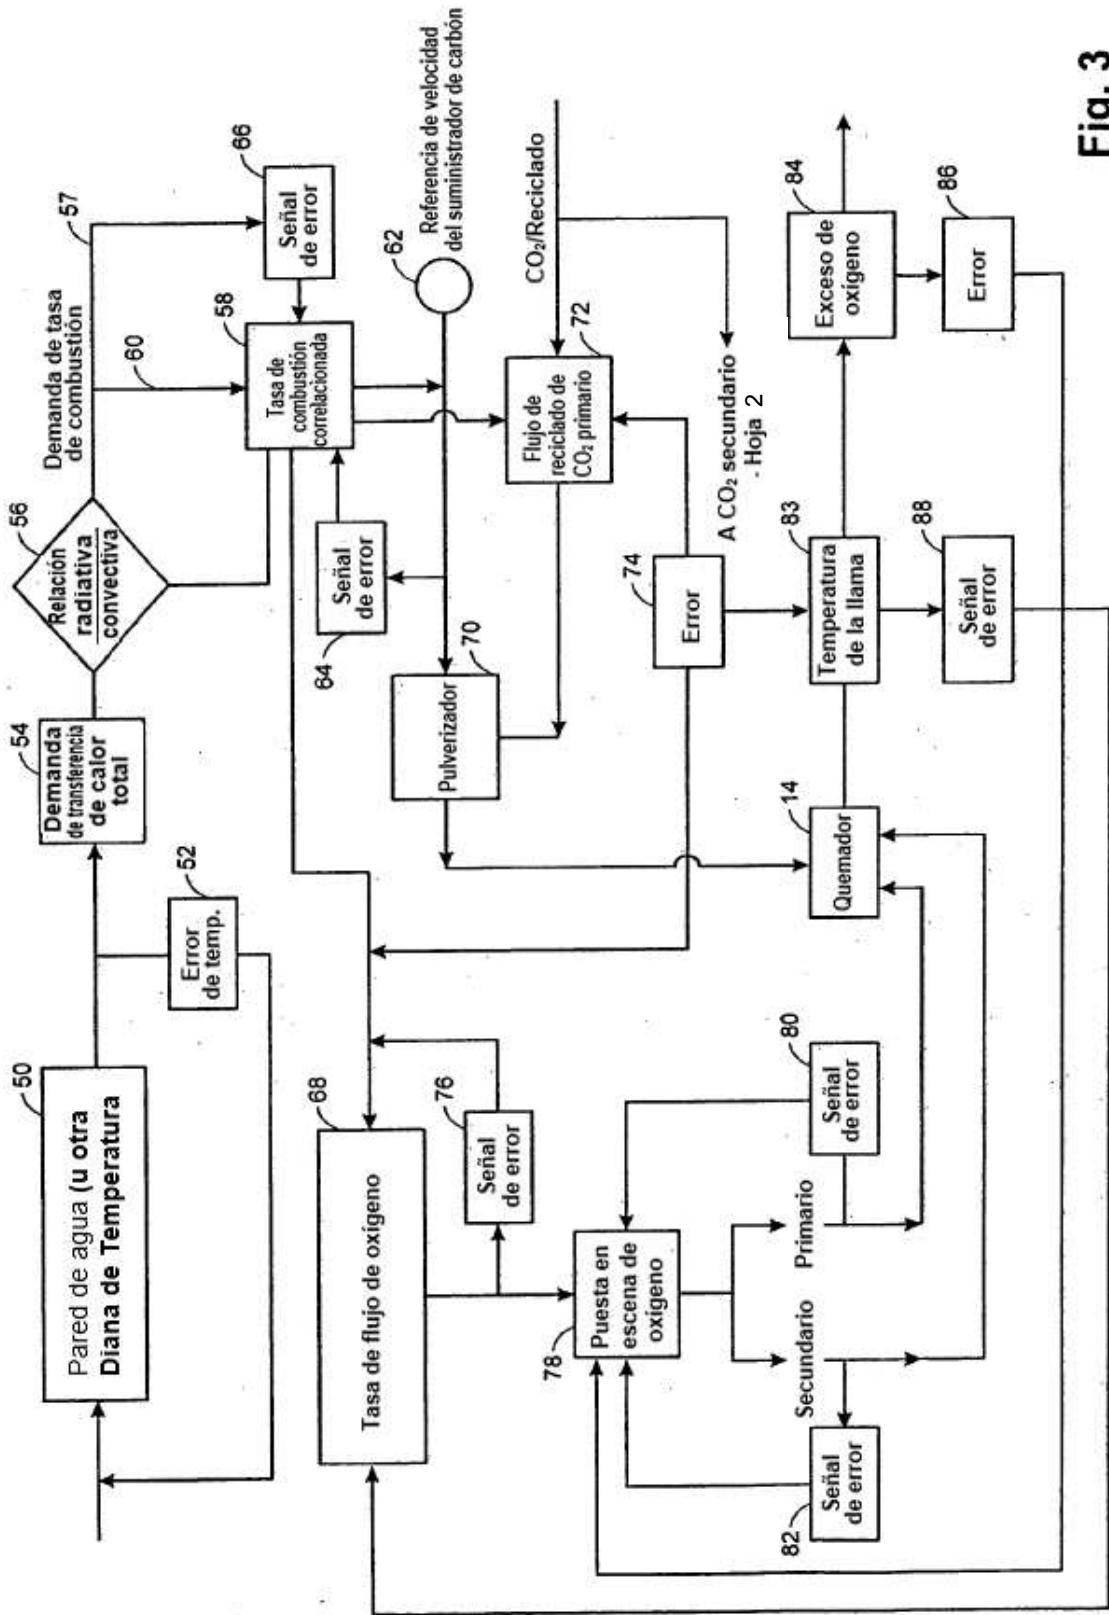 50
Pared de agua (u otra
Diana de Temperatura
52
Error
de temp.
54
Demanda
de transferencia
de calor
total
56
Relación
radiativa
convectiva
Demanda de tasa
de combustión
57
60
66
Señal
de error
58
Tasa de
combustión
correlacionada
62
Referencia de velocidad
del suministrador de carbón
64
Señal
de error
68
Tasa de flujo de oxígeno
70
Pulverizador
72
Flujo de
reciclado de
CO₂ primario
CO₂/Reciclado
A CO₂ secundario
- Hoja 2
74
Error
76
Señal
de error
78
Puesta en
escena de
oxígeno
Secundario
Primario
80
Señal
de error
82
Señal
de error
14
Quemador
83
Temperatura
de la llama
84
Exceso de
oxígeno
86
Error
88
Señal
de error
Fig. 3